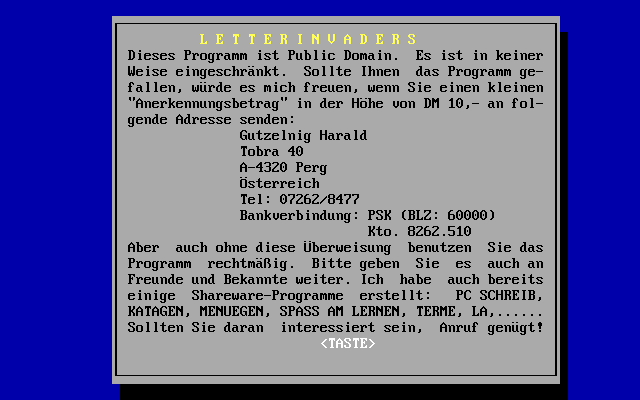 L E T T E R I N V A D E R S
Dieses Programm ist Public Domain.  Es ist in keiner
Weise eingeschränkt.  Sollte Ihnen  das Programm ge-
fallen, würde es mich freuen, wenn Sie einen kleinen
"Anerkennungsbetrag" in der Höhe von DM 10,- an fol-
gende Adresse senden:
Gutzelnig Harald
Tobra 40
A-4320 Perg
Österreich
Tel: 07262/8477
Bankverbindung: PSK (BLZ: 60000)
Kto. 8262.510
Aber  auch ohne diese Überweisung  benutzen  Sie das
Programm  rechtmäßig.  Bitte geben  Sie  es  auch an
Freunde und Bekannte weiter. Ich  habe  auch bereits
einige  Shareware-Programme  erstellt:   PC SCHREIB,
KATAGEN, MENUEGEN, SPASS AM LERNEN, TERME, LA,......
Sollten Sie daran  interessiert sein,  Anruf genügt!
<TASTE>